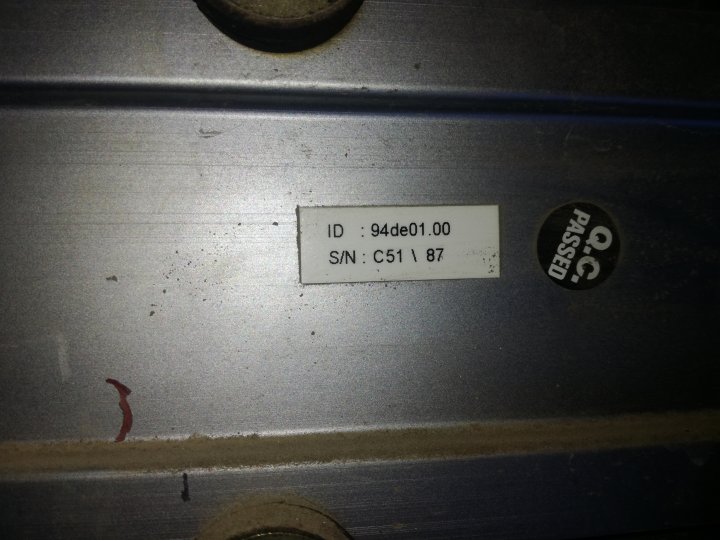 ID : 94de01.00
S/N : C51 \ 87
Q.C.
PASSED